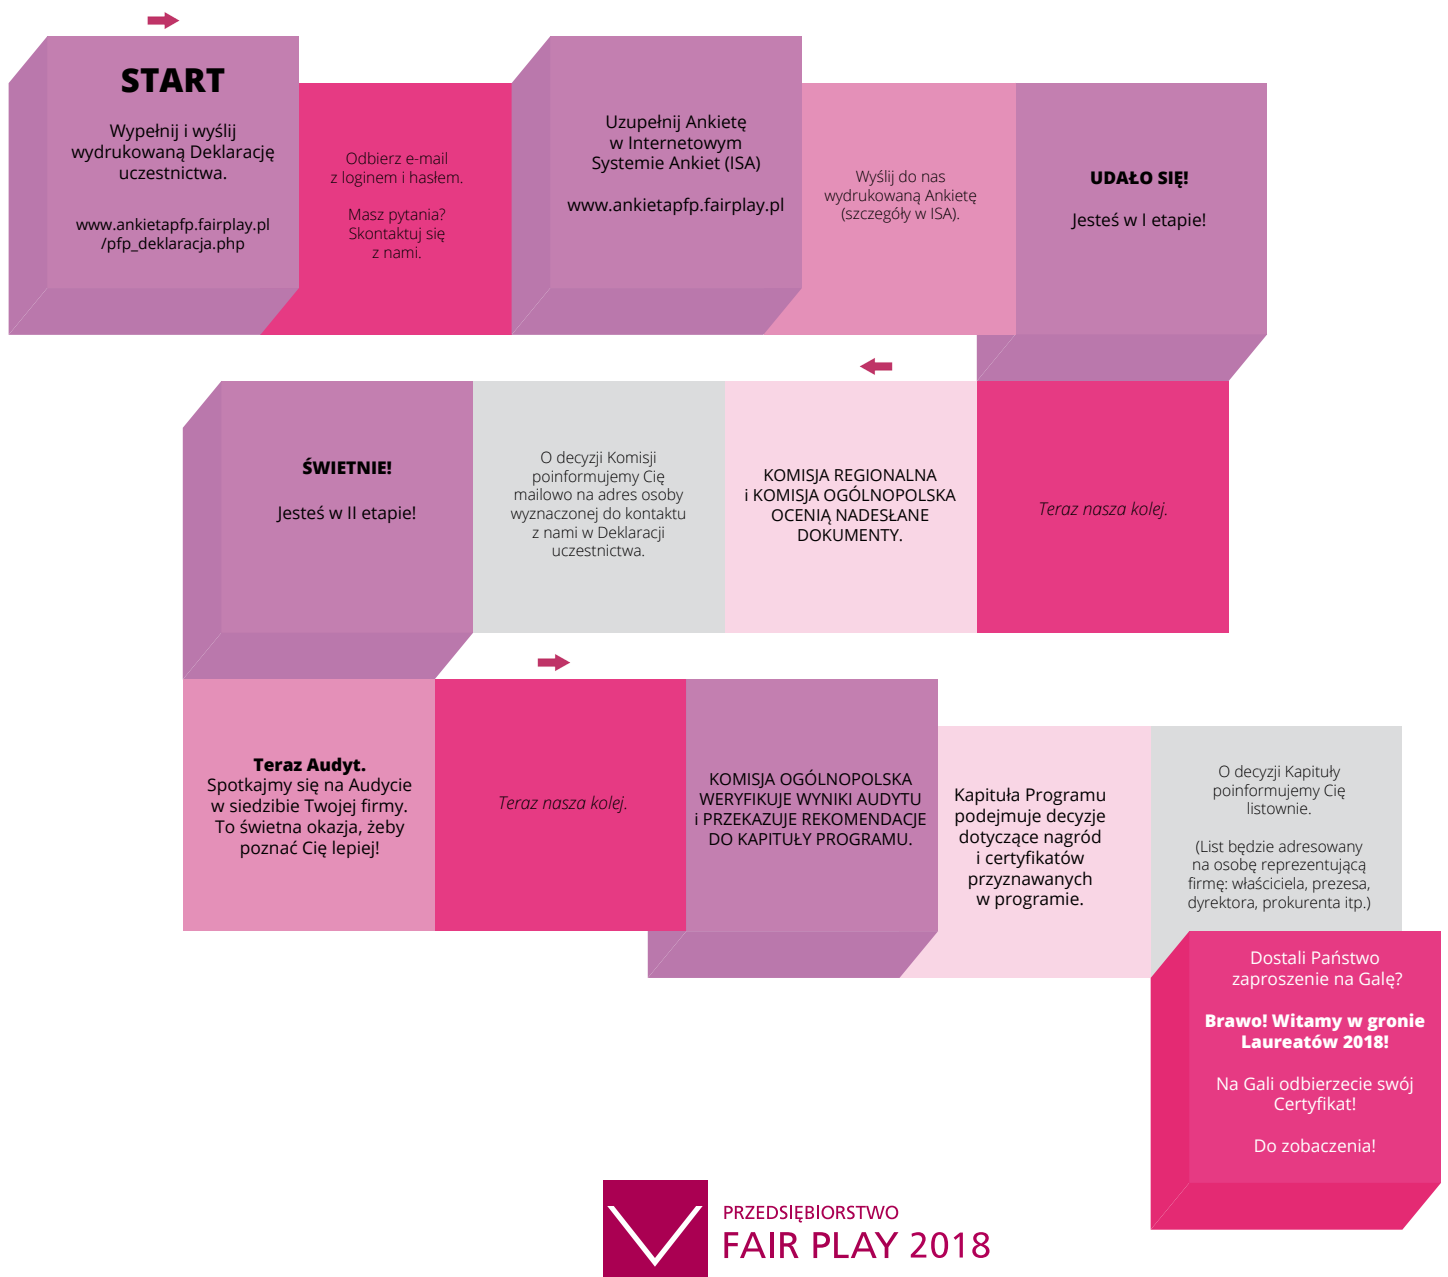 START
Wypełnij i wyślij
wydrukowaną Deklarację
uczestnictwa.
www.ankietapfp.fairplay.pl
/pfp_deklaracja.php
Odbierz e-mail
z loginem i hasłem.
Masz pytania?
Skontaktuj się
z nami.
Uzupełnij Ankietę
w Internetowym
Systemie Ankiet (ISA)
www.ankietapfp.fairplay.pl
Wyślij do nas
wydrukowaną Ankietę
(szczegóły w ISA).
UDAŁO SIĘ!
Jesteś w I etapie!
Teraz nasza kolej.
KOMISJA REGIONALNA
i KOMISJA OGÓLNOPOLSKA
OCENIĄ NADESŁANE
DOKUMENTY.
O decyzji Komisji
poinformujemy Cię
mailowo na adres osoby
wyznaczonej do kontaktu
z nami w Deklaracji
uczestnictwa.
ŚWIETNIE!
Jesteś w II etapie!
Teraz Audyt.
Spotkajmy się na Audycie
w siedzibie Twojej firmy.
To świetna okazja, żeby
poznać Cię lepiej!
Teraz nasza kolej.
KOMISJA OGÓLNOPOLSKA
WERYFIKUJE WYNIKI AUDYTU
i PRZEKAZUJE REKOMENDACJE
DO KAPITUŁY PROGRAMU.
Kapituła Programu
podejmuje decyzje
dotyczące nagród
i certyfikatów
przyznawanych
w programie.
O decyzji Kapituły
poinformujemy Cię
listownie.
(List będzie adresowany
na osobę reprezentującą
firmę: właściciela, prezesa,
dyrektora, prokurenta itp.)
Dostali Państwo
zaproszenie na Galę?
Brawo! Witamy w gronie
Laureatów 2018!
Na Gali odbierzecie swój
Certyfikat!
Do zobaczenia!
PRZEDSIĘBIORSTWO
FAIR PLAY 2018